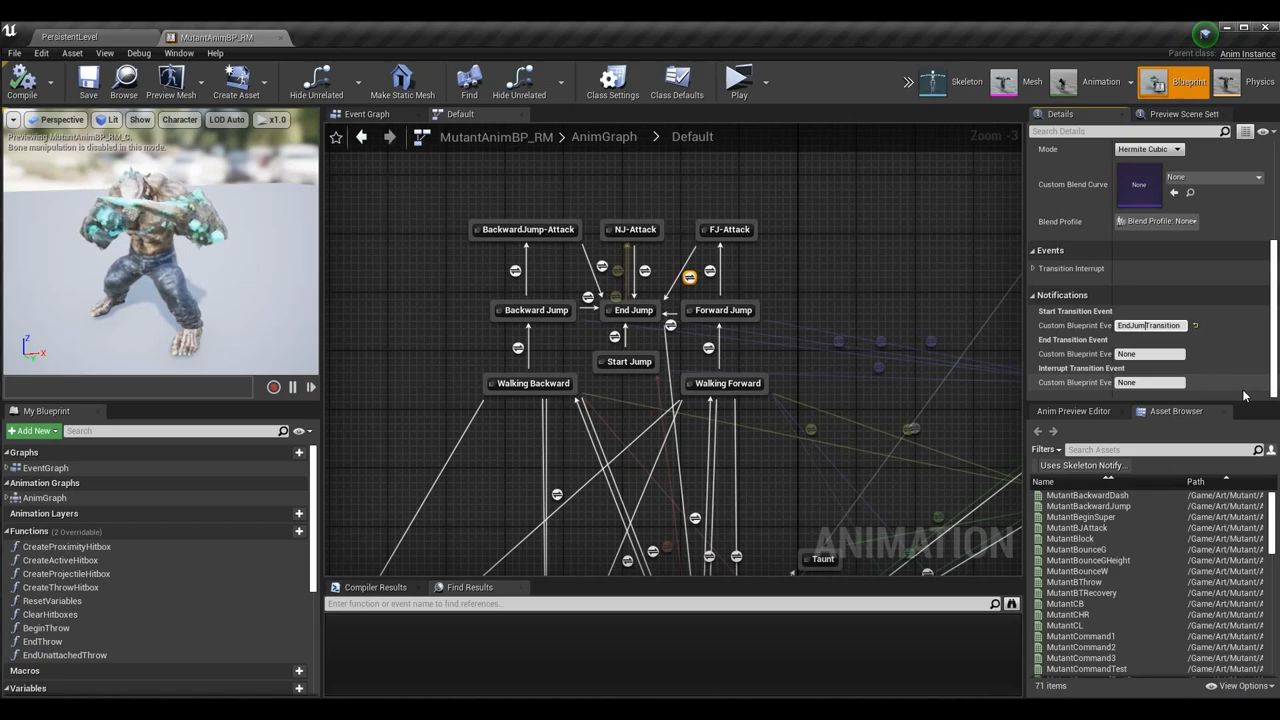 PersistentLevel
MutantAnimBP_RM
File Edit Asset View Debug Window Help
Parent class: Anim Instance
Compile Save Browse Preview Mesh Create Asset Hide Unrelated Make Static Mesh Find Hide Unrelated Class Settings Class Defaults Play
Skeleton Mesh Animation Blueprint Physics
Perspective Lit Show Character LOD Auto x1.0
Previewing MutantAnimBP_RM_C.
Bone manipulation is disabled in this mode.
Z
X
My Blueprint
Add New Search
Graphs
EventGraph
Animation Graphs
AnimGraph
Animation Layers
Functions (2 Overridable)
CreateProximityHitbox
CreateActiveHitbox
CreateProjectileHitbox
CreateThrowHitbox
ResetVariables
ClearHitboxes
BeginThrow
EndThrow
EndUnattachedThrow
Macros
Variables
Event Graph Default
MutantAnimBP_RM > AnimGraph > Default
Zoom -3
BackwardJump-Attack NJ-Attack FJ-Attack
Backward Jump End Jump Forward Jump
Start Jump
Walking Backward Walking Forward
Taunt
ANIMATION
Compiler Results Find Results
Enter function or event name to find references...
Details Preview Scene Sett
Search Details
Mode Hermite Cubic
Custom Blend Curve None None
Blend Profile Blend Profile: None
Events
Transition Interrupt
Notifications
Start Transition Event
Custom Blueprint Eve EndJumTransition
End Transition Event
Custom Blueprint Eve None
Interrupt Transition Event
Custom Blueprint Eve None
Anim Preview Editor Asset Browser
Filters Search Assets
Uses Skeleton Notify...
Name Path
MutantBackwardDash /Game/Art/Mutant/A
MutantBackwardJump /Game/Art/Mutant/A
MutantBeginSuper /Game/Art/Mutant/A
MutantBJAttack /Game/Art/Mutant/A
MutantBlock /Game/Art/Mutant/A
MutantBounceG /Game/Art/Mutant/A
MutantBounceGHeight /Game/Art/Mutant/A
MutantBounceW /Game/Art/Mutant/A
MutantBThrow /Game/Art/Mutant/A
MutantBTRecovery /Game/Art/Mutant/A
MutantCB /Game/Art/Mutant/A
MutantCHR /Game/Art/Mutant/A
MutantCL /Game/Art/Mutant/A
MutantCommand1 /Game/Art/Mutant/A
MutantCommand2 /Game/Art/Mutant/A
MutantCommand3 /Game/Art/Mutant/A
MutantCommandTest /Game/Art/Mutant/A
71 items View Options